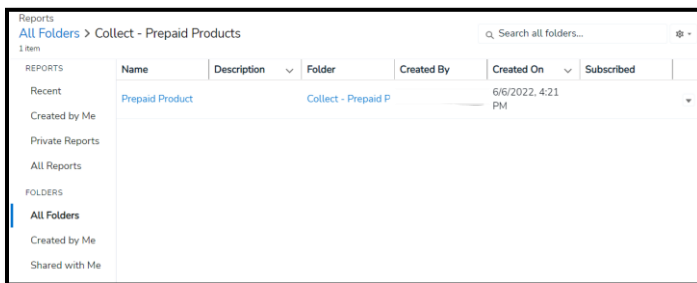 Reports
All Folders > Collect - Prepaid Products
1 item
Search all folders...
REPORTS
Recent
Created by Me
Private Reports
All Reports
FOLDERS
All Folders
Created by Me
Shared with Me
Name Description Folder Created By Created On Subscribed
Prepaid Product Collect - Prepaid P 6/6/2022, 4:21
PM